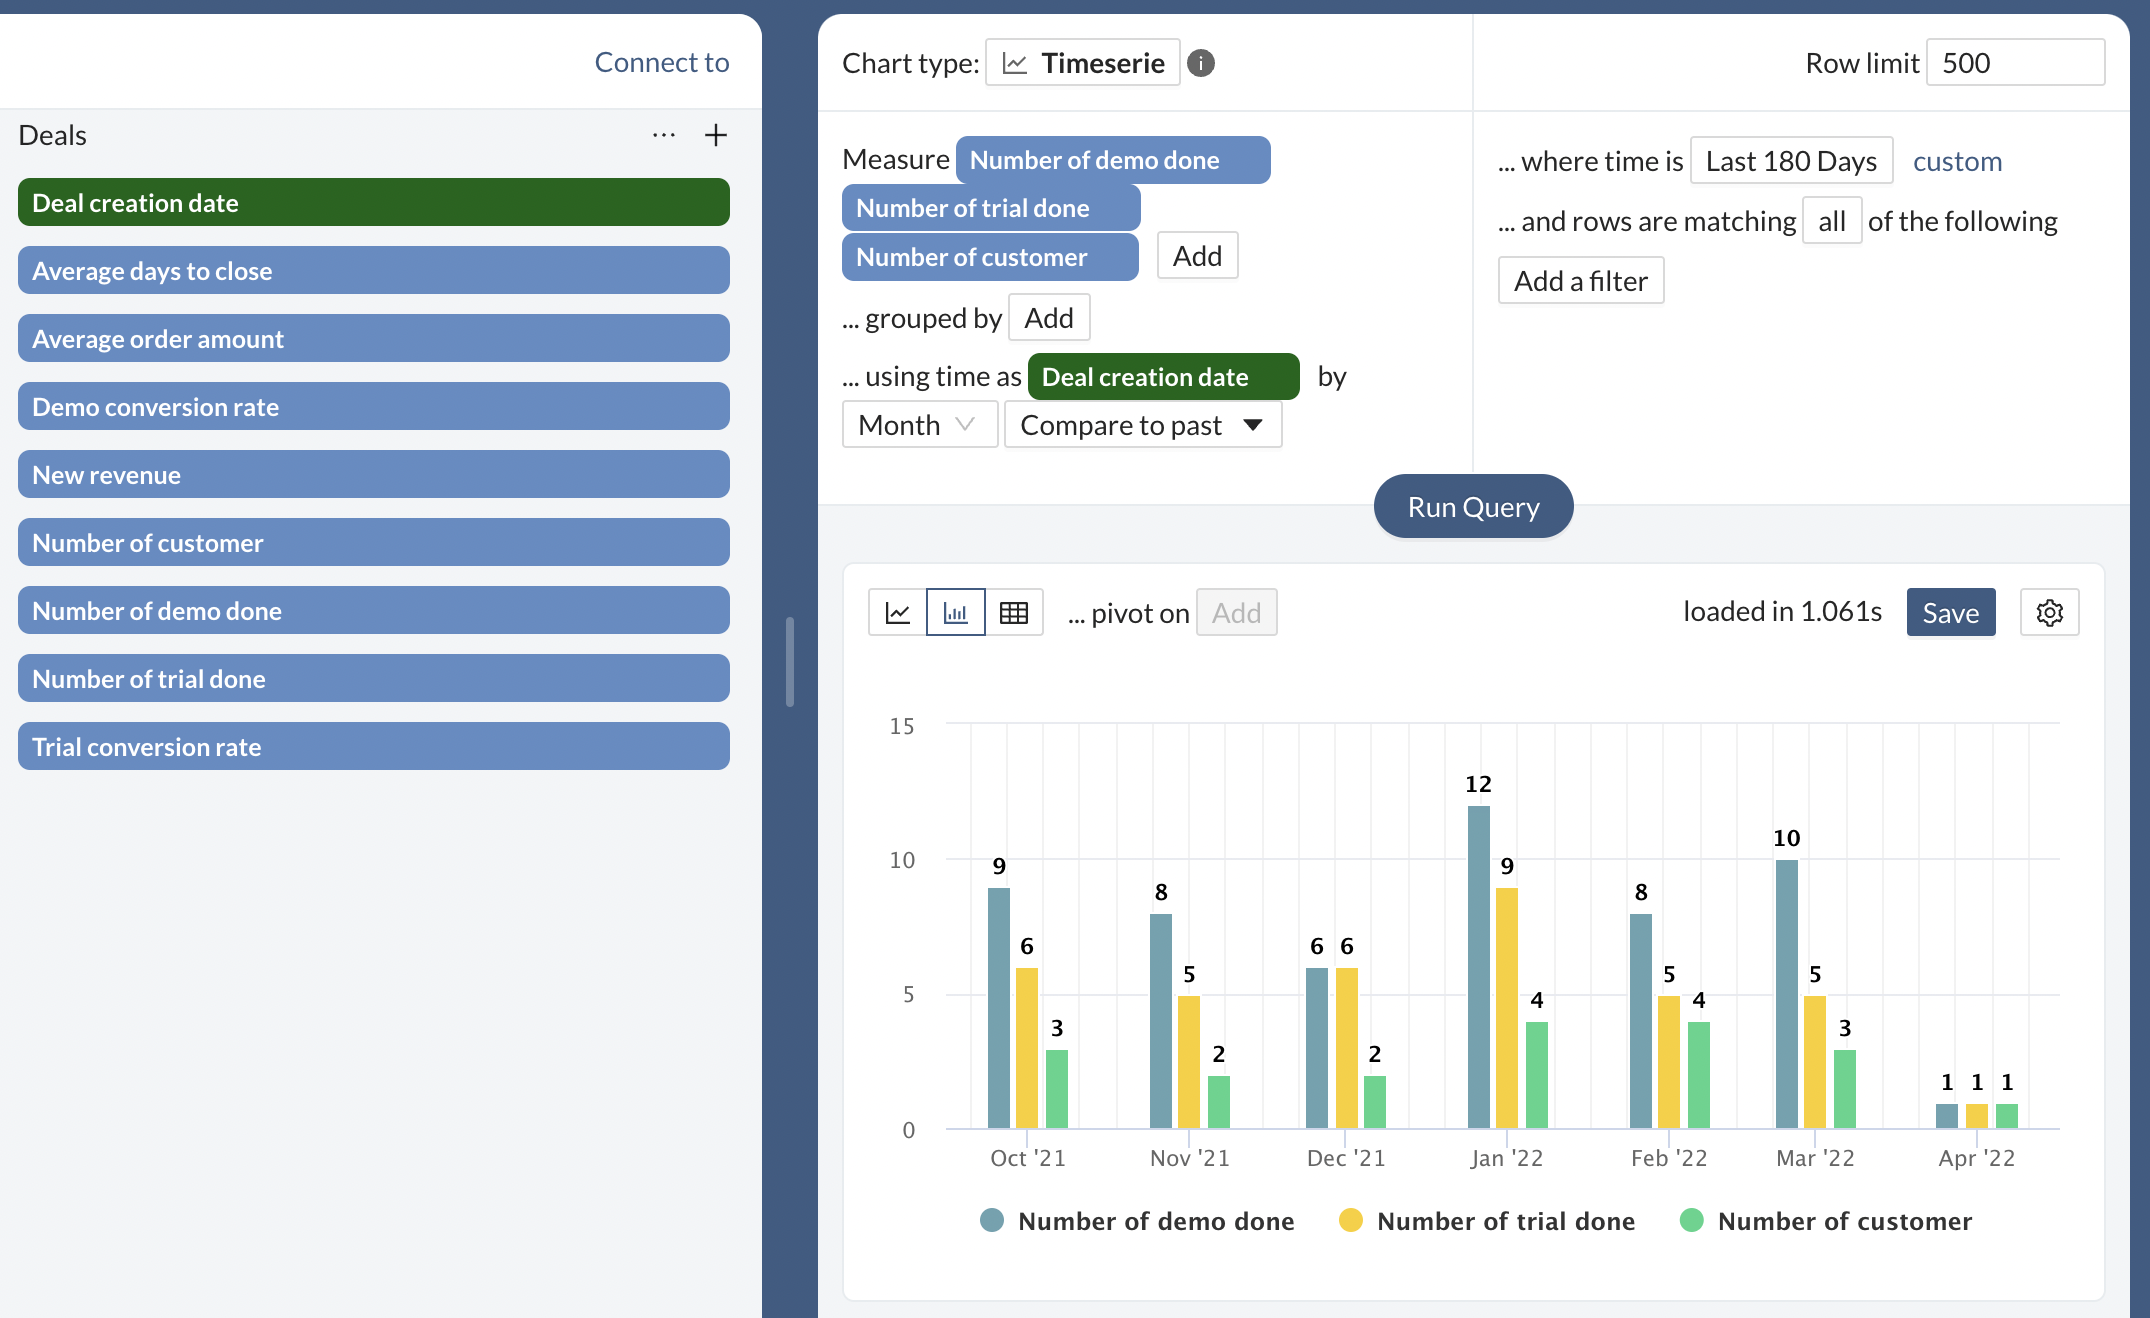 Connect to
Deals
Deal creation date
Average days to close
Average order amount
Demo conversion rate
New revenue
Number of customer
Number of demo done
Number of trial done
Trial conversion rate
Chart type: Timeserie i
Row limit 500
Measure Number of demo done
Number of trial done
Number of customer Add
... grouped by Add
... using time as Deal creation date by
Month Compare to past
... where time is Last 180 Days custom
... and rows are matching all of the following
Add a filter
Run Query
... pivot on Add
loaded in 1.061s Save
15
10
5
0
9 6 3
8 5 2
6 6 2
12 9 4
8 5 4
10 5 3
1 1 1
Oct '21 Nov '21 Dec '21 Jan '22 Feb '22 Mar '22 Apr '22
Number of demo done Number of trial done Number of customer